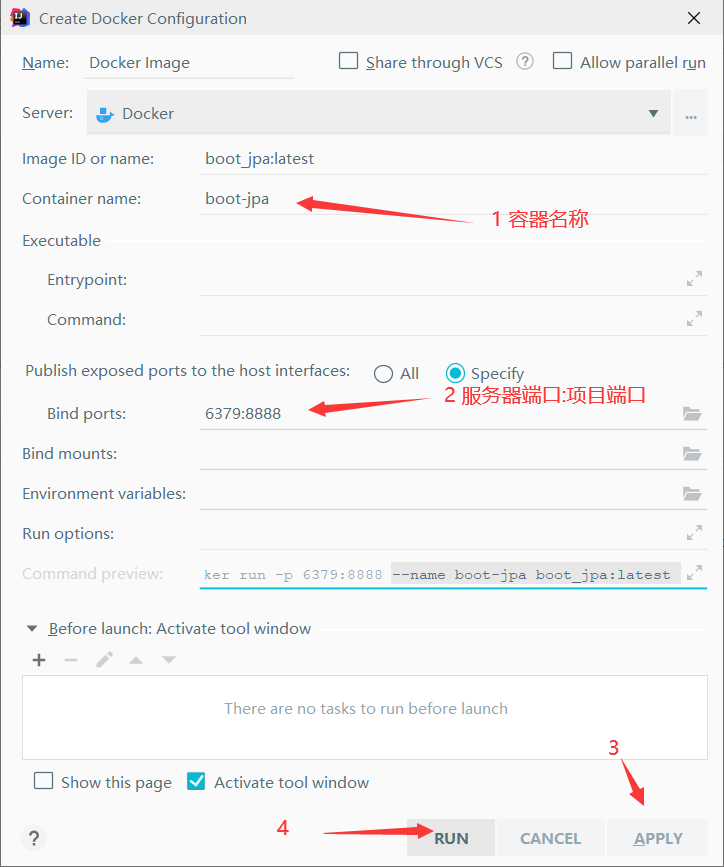 Create Docker Configuration
Name: Docker Image Share through VCS ? Allow parallel run
Server: Docker ...
Image ID or name: boot_jpa:latest
Container name: boot-jpa
1 容器名称
Executable
Entrypoint:
Command:
Publish exposed ports to the host interfaces: All Specify
2 服务器端口:项目端口
Bind ports: 6379:8888
Bind mounts:
Environment variables:
Run options:
Command preview: ker run -p 6379:8888 --name boot-jpa boot_jpa:latest
Before launch: Activate tool window
There are no tasks to run before launch
3
Show this page Activate tool window
4
? RUN CANCEL APPLY